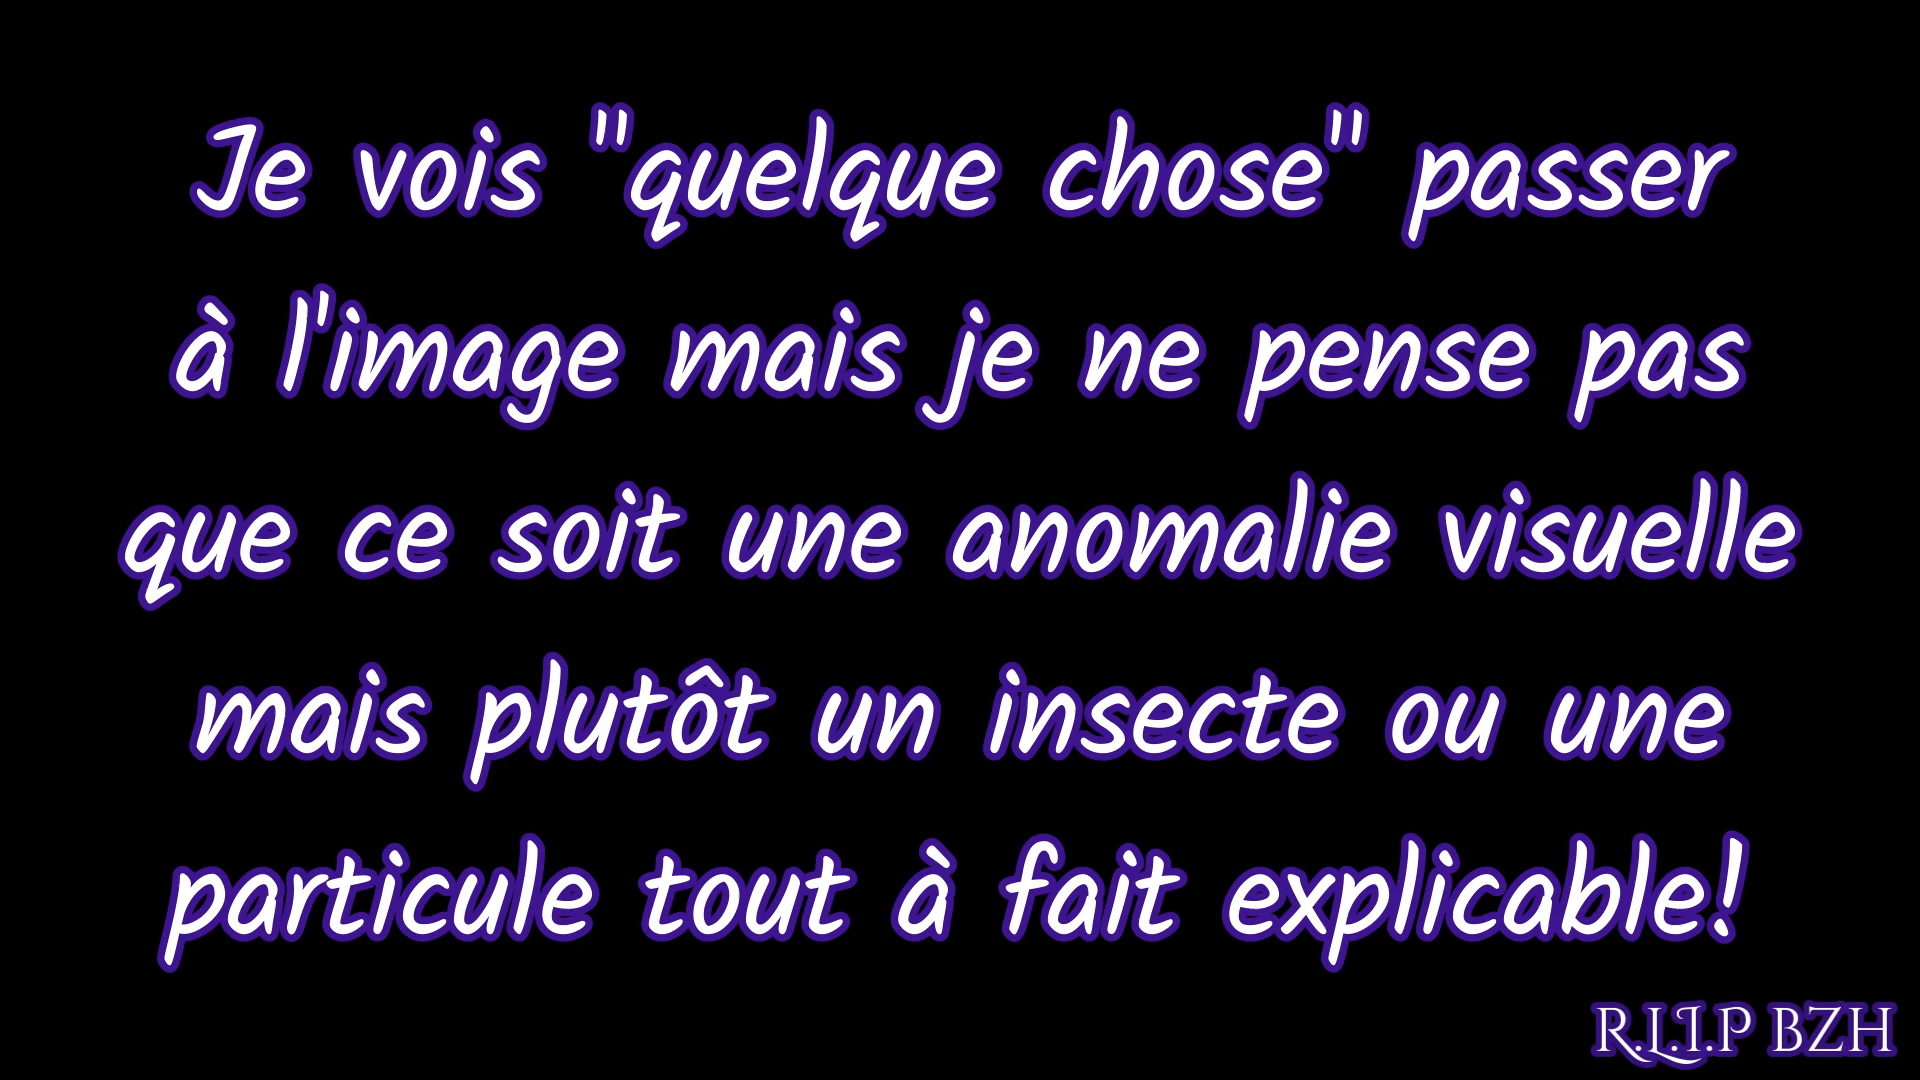 Je vois "quelque chose" passer
à l'image mais je ne pense pas
que ce soit une anomalie visuelle
mais plutôt un insecte ou une
particule tout à fait explicable!
R.L.I.P BZH